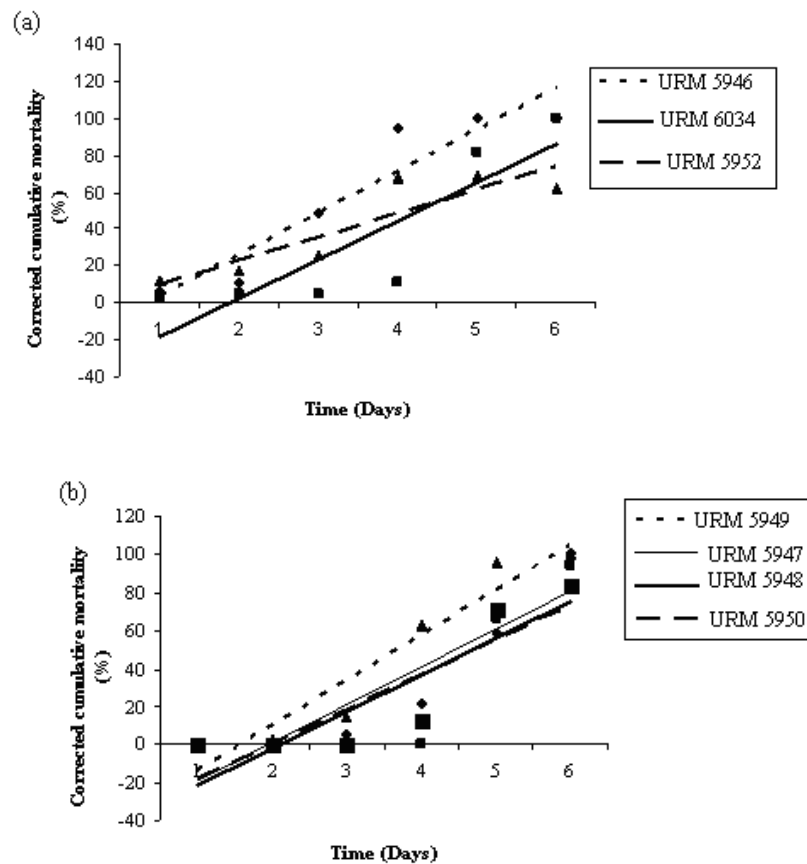 (a)
140
120
100
80
60
40
20
0
-20
-40
1 2 3 4 5 6
Corrected cumulative mortality
(%)
Time (Days)
URM 5946
URM 6034
URM 5952
(b)
120
100
80
60
40
20
0
-20
-40
1 2 3 4 5 6
Corrected cumulative mortality
(%)
Time (Days)
URM 5949
URM 5947
URM 5948
URM 5950